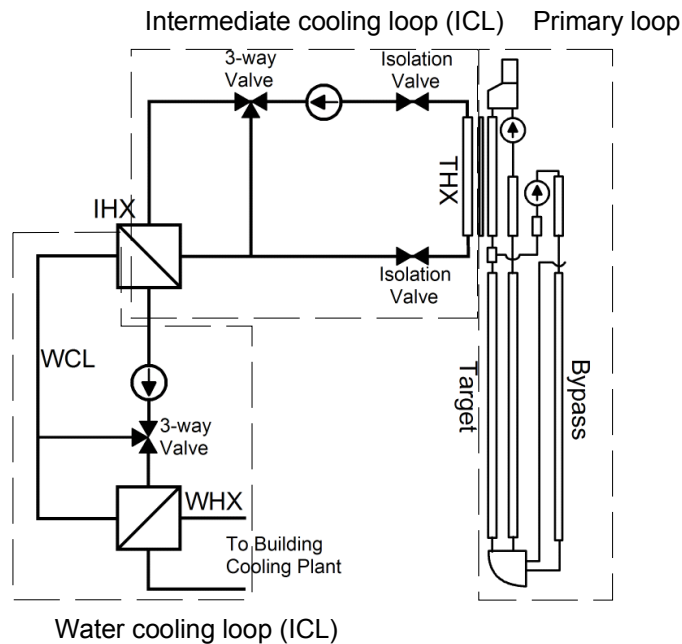 Intermediate cooling loop (ICL)
Primary loop
3-way
Valve
Isolation
Valve
THX
IHX
Isolation
Valve
WCL
Target
Bypass
3-way
Valve
WHX
To Building
Cooling Plant
Water cooling loop (ICL)